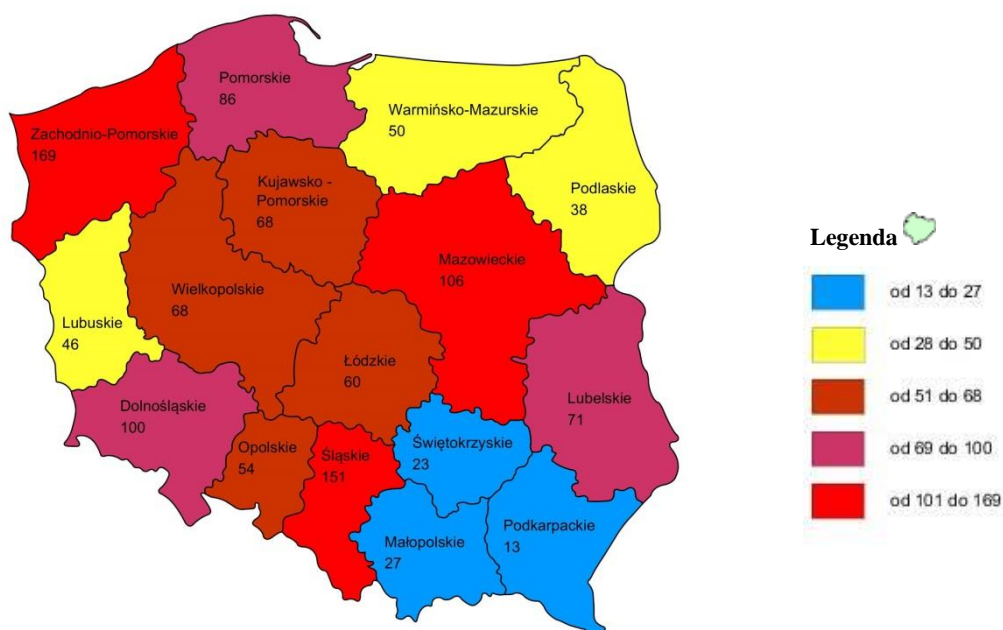 Pomorskie
86
Warmińsko-Mazurskie
50
Zachodnio-Pomorskie
169
Kujawsko -
Pomorskie
68
Podlaskie
38
Mazowieckie
106
Wielkopolskie
68
Lubuskie
46
Łódzkie
60
Lubelskie
71
Dolnośląskie
100
Opolskie
54
Śląskie
151
Świętokrzyskie
23
Małopolskie
27
Podkarpackie
13
Legenda
od 13 do 27
od 28 do 50
od 51 do 68
od 69 do 100
od 101 do 169